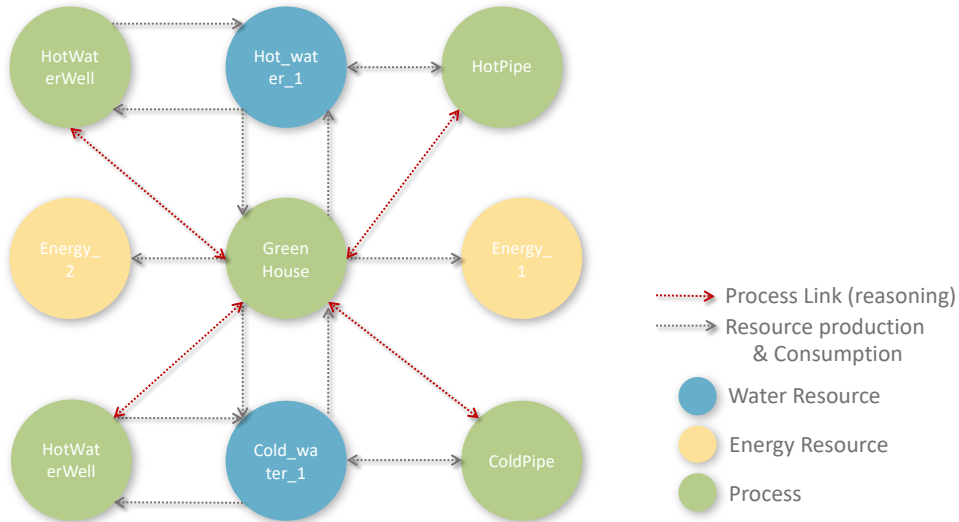 HotWat
erWell
Hot_wat
er_1
HotPipe
Energy_
2
Green
House
Energy_
1
Process Link (reasoning)
Resource production
& Consumption
Water Resource
Energy Resource
Process
HotWat
erWell
Cold_wa
ter_1
ColdPipe